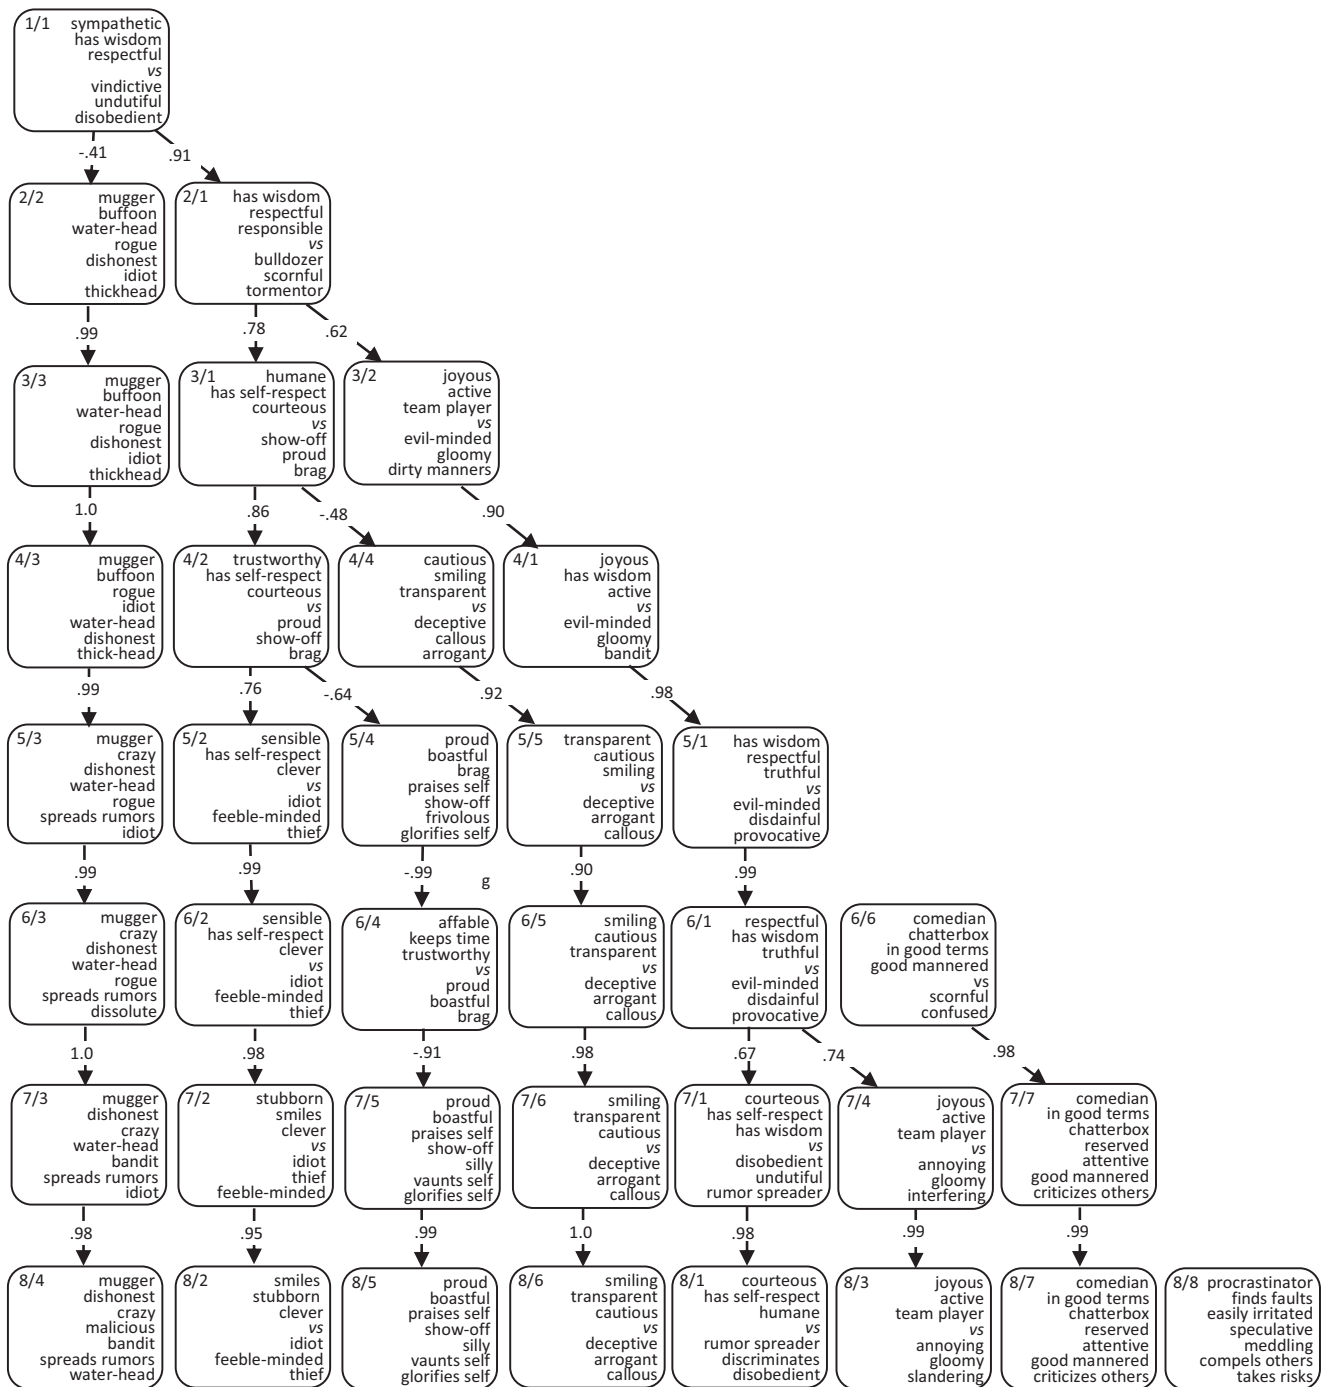 1/1 sympathetic
has wisdom
respectful
vs
vindictive
undutiful
disobedient
-.41
.91
2/2 mugger
buffoon
water-head
rogue
dishonest
idiot
thickhead
2/1 has wisdom
respectful
responsible
vs
bulldozer
scornful
tormentor
.99
.78
.62
3/3 mugger
buffoon
water-head
rogue
dishonest
idiot
thickhead
3/1 humane
has self-respect
courteous
vs
show-off
proud
brag
3/2 joyous
active
team player
vs
evil-minded
gloomy
dirty manners
1.0
.86
-.48
.90
4/3 mugger
buffoon
rogue
idiot
water-head
dishonest
thick-head
4/2 trustworthy
has self-respect
courteous
vs
proud
show-off
brag
4/4 cautious
smiling
transparent
vs
deceptive
callous
arrogant
4/1 joyous
has wisdom
active
vs
evil-minded
gloomy
bandit
.99
.76
-.64
.92
.98
5/3 mugger
crazy
dishonest
water-head
rogue
spreads rumors
idiot
5/2 sensible
has self-respect
clever
vs
idiot
feeble-minded
thief
5/4 proud
boastful
brag
praises self
show-off
frivolous
glorifies self
5/5 transparent
cautious
smiling
vs
deceptive
arrogant
callous
5/1 has wisdom
respectful
truthful
vs
evil-minded
disdainful
provocative
.99
.99
-.99
g
.90
.99
6/3 mugger
crazy
dishonest
water-head
rogue
spreads rumors
dissolute
6/2 sensible
has self-respect
clever
vs
idiot
feeble-minded
thief
6/4 affable
keeps time
trustworthy
vs
proud
boastful
brag
6/5 smiling
cautious
transparent
vs
deceptive
arrogant
callous
6/1 respectful
has wisdom
truthful
vs
evil-minded
disdainful
provocative
6/6 comedian
chatterbox
in good terms
good mannered
vs
scornful
confused
1.0
.98
-.91
.98
.67
.74
.98
7/3 mugger
dishonest
crazy
water-head
bandit
spreads rumors
idiot
7/2 stubborn
smiles
clever
vs
idiot
thief
feeble-minded
7/5 proud
boastful
praises self
show-off
silly
vaunts self
glorifies self
7/6 smiling
transparent
cautious
vs
deceptive
arrogant
callous
7/1 courteous
has self-respect
has wisdom
vs
disobedient
undutiful
rumor spreader
7/4 joyous
active
team player
vs
annoying
gloomy
interfering
7/7 comedian
in good terms
chatterbox
reserved
attentive
good mannered
criticizes others
.98
.95
.99
1.0
.98
.99
.99
8/4 mugger
dishonest
crazy
malicious
bandit
spreads rumors
water-head
8/2 smiles
stubborn
clever
vs
idiot
feeble-minded
thief
8/5 proud
boastful
praises self
show-off
silly
vaunts self
glorifies self
8/6 smiling
transparent
cautious
vs
deceptive
arrogant
callous
8/1 courteous
has self-respect
humane
vs
rumor spreader
discriminates
disobedient
8/3 joyous
active
team player
vs
annoying
gloomy
slandering
8/7 comedian
in good terms
chatterbox
reserved
attentive
good mannered
criticizes others
8/8 procrastinator
finds faults
easily irritated
speculative
meddling
compels others
takes risks